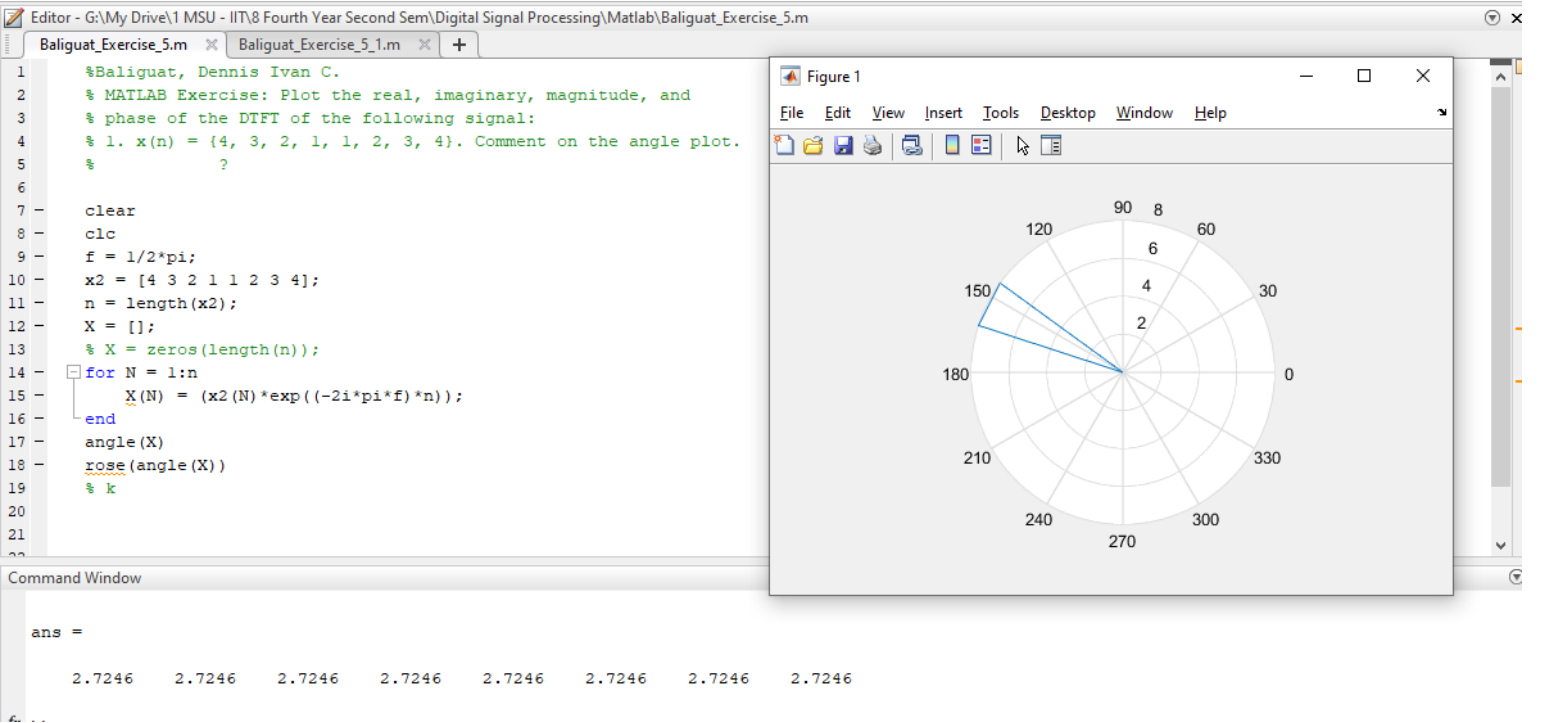 Editor - G:\My Drive\1 MSU - IIT\8 Fourth Year Second Sem\Digital Signal Processing\Matlab\Baliguat_Exercise_5.m
Baliguat_Exercise_5.m Baliguat_Exercise_5_1.m +
1 %Baliguat, Dennis Ivan C.
2 % MATLAB Exercise: Plot the real, imaginary, magnitude, and
3 % phase of the DTFT of the following signal:
4 % 1. x(n) = {4, 3, 2, 1, 1, 2, 3, 4}. Comment on the angle plot.
5 % ?
6
7 - clear
8 - clc
9 - f = 1/2*pi;
10 - x2 = [4 3 2 1 1 2 3 4];
11 - n = length(x2);
12 - X = [];
13 % X = zeros(length(n));
14 - for N = 1:n
15 - X(N) = (x2(N)*exp((-2i*pi*f)*n));
16 - end
17 - angle(X)
18 - rose(angle(X))
19 % k
20
21
Figure 1
File Edit View Insert Tools Desktop Window Help
90 8
120 60
6
150 4 30
2
180 0
210 330
240 300
270
Command Window
ans =
2.7246 2.7246 2.7246 2.7246 2.7246 2.7246 2.7246 2.7246